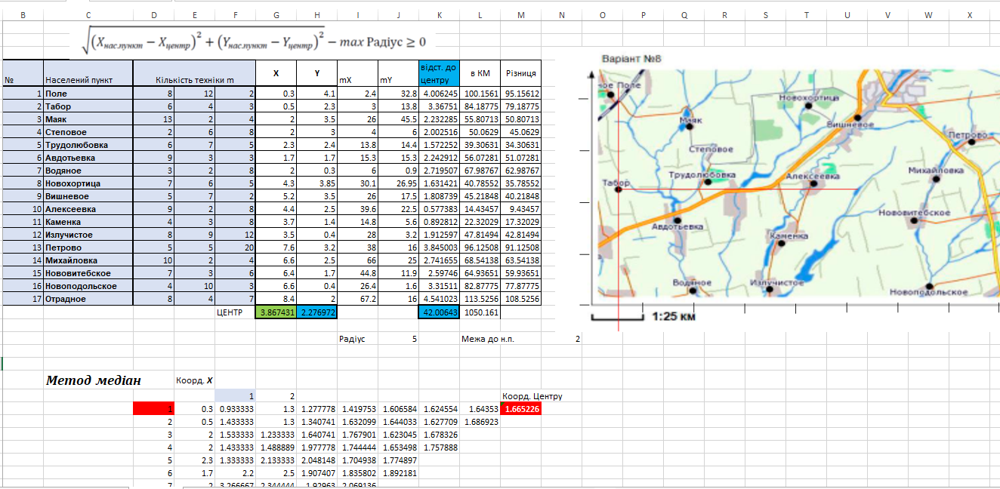 B C D E F G H I J K L M N O P Q R S T U V W X
√(Xнас.пункт − Xцентр)² + (Yнас.пункт − Yцентр)² − max Радіус ≥ 0
№ Населений пункт Кількість техніки m X Y mX mY відст. до центру в КМ Різниця
1 Поле 8 12 2 0.3 4.1 2.4 32.8 4.006245 100.1561 95.15612
2 Табор 6 4 3 0.5 2.3 3 13.8 3.36751 84.18775 79.18775
3 Маяк 13 2 4 2 3.5 26 45.5 2.232285 55.80713 50.80713
4 Степовое 2 6 8 2 3 4 6 2.002516 50.0629 45.0629
5 Трудолюбовка 6 7 5 2.3 2.4 13.8 14.4 1.572252 39.30631 34.30631
6 Авдотьевка 9 3 3 1.7 1.7 15.3 15.3 2.242912 56.07281 51.07281
7 Водяное 3 2 8 2 0.3 6 0.9 2.719507 67.98767 62.98767
8 Новохортица 7 6 5 4.3 3.85 30.1 26.95 1.631421 40.78552 35.78552
9 Вишневое 5 7 2 5.2 3.5 26 17.5 1.808739 45.21848 40.21848
10 Алексеевка 9 2 8 4.4 2.5 39.6 22.5 0.577383 14.43457 9.43457
11 Каменка 4 3 8 3.7 1.4 14.8 5.6 0.892812 22.32029 17.32029
12 Излучистое 8 9 12 3.5 0.4 28 3.2 1.912597 47.81494 42.81494
13 Петрово 5 5 20 7.6 3.2 38 16 3.845003 96.12508 91.12508
14 Михайловка 10 2 4 6.6 2.5 66 25 2.741655 68.54138 63.54138
15 Нововитебское 7 3 6 6.4 1.7 44.8 11.9 2.59746 64.93651 59.93651
16 Новоподольское 4 10 3 6.6 0.4 26.4 1.6 3.31511 82.87775 77.87775
17 Отрадное 8 4 7 8.4 2 67.2 16 4.541023 113.5256 108.5256
ЦЕНТР 3.867431 2.276972 42.00643 1050.161
Радіус 5 Межа до н.п. 2
Варіант №8
ное Поле
Новохортица
Маяк
Вишневое
Петрово
Степовое
Трудолюбовка
Алексеевка
Михайловка
Табор
Нововитебское
Авдотьевка
Каменка
Водяное
Излучистое
Новоподольское
1:25 км
Метод медіан Коорд. X
1 2
Коорд. Центру
1 0.3 0.933333 1.3 1.277778 1.419753 1.606584 1.624554 1.64353 1.665226
2 0.5 1.433333 1.3 1.340741 1.632099 1.644033 1.627709 1.686923
3 2 1.533333 1.233333 1.640741 1.767901 1.623045 1.678326
4 2 1.433333 1.488889 1.977778 1.744444 1.653498 1.757888
5 2.3 1.333333 2.133333 2.048148 1.704938 1.774897
6 1.7 2.2 2.5 1.907407 1.835802 1.892181
7 2 3.266667 2.344444 1.92963 2.069136